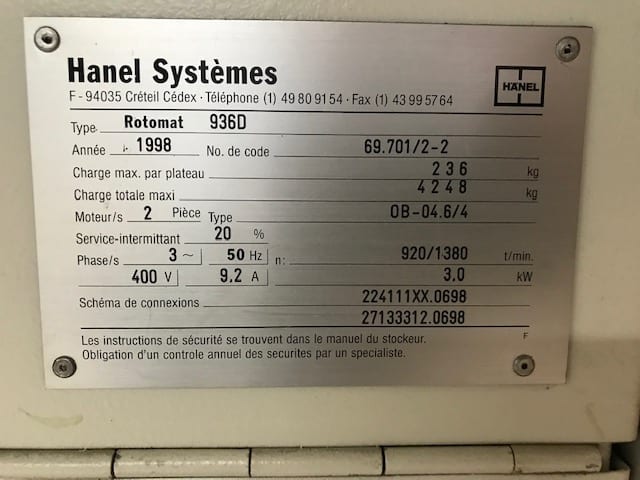 Hanel Systèmes
HÄNEL
F - 94035 Créteil Cédex · Téléphone (1) 49 80 91 54 · Fax (1) 43 99 57 64
Type Rotomat 936D
Année 1998 No. de code 69.701/2-2
Charge max. par plateau 236 kg
Charge totale maxi 4248 kg
Moteur/s 2 Pièce Type OB-04.6/4
Service-intermittant 20 %
Phase/s 3 ~ 50 Hz n: 920/1380 t/min.
400 V 9,2 A 3,0 kW
Schéma de connexions 224111XX.0698
27133312.0698
Les instructions de sécurité se trouvent dans le manuel du stockeur. F
Obligation d'un controle annuel des securites par un specialiste.